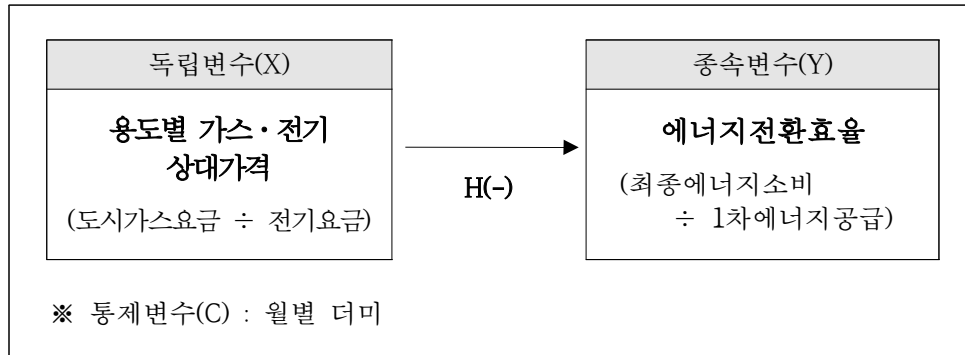 독립변수(X)
용도별 가스·전기
상대가격
(도시가스요금 ÷ 전기요금)
H(-)
종속변수(Y)
에너지전환효율
(최종에너지소비
÷ 1차에너지공급)
※ 통제변수(C) : 월별 더미